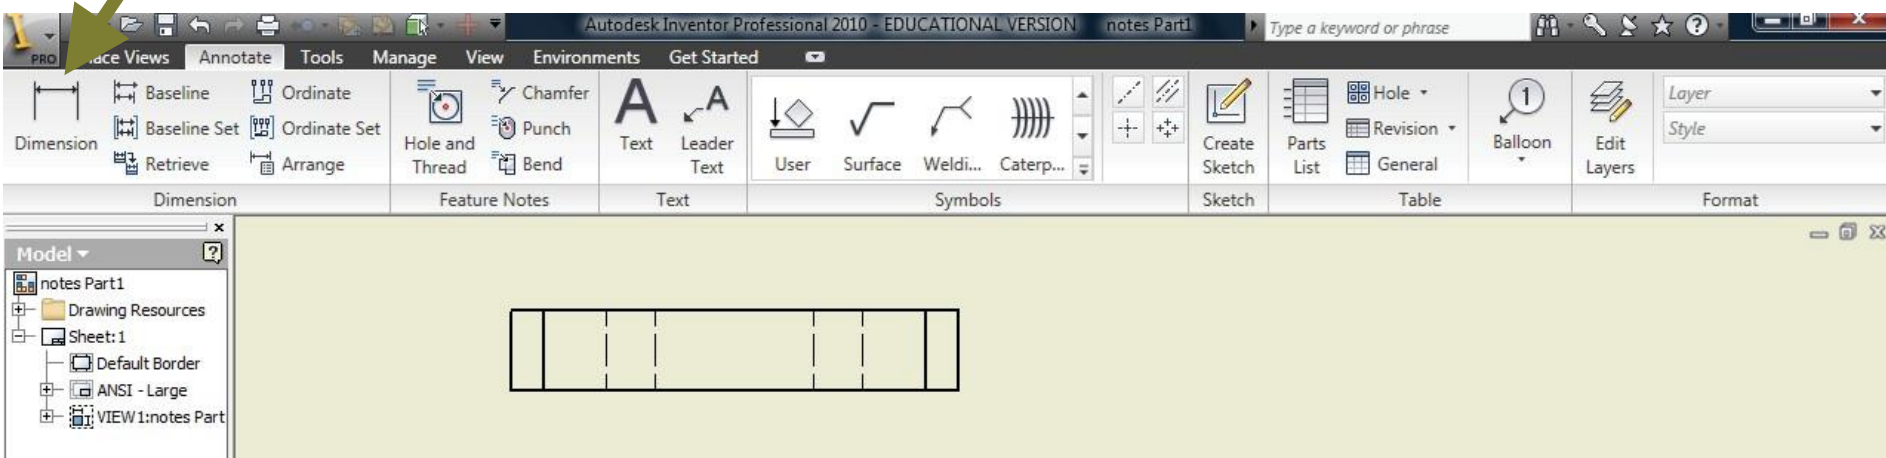 Autodesk Inventor Professional 2010 - EDUCATIONAL VERSION notes Part1 Type a keyword or phrase
PRO ace Views Annotate Tools Manage View Environments Get Started
Baseline Ordinate Chamfer Hole Layer
Dimension Baseline Set Ordinate Set Hole and Thread Punch Text Leader Text User Surface Weldi... Caterp... Create Sketch Parts List Revision Balloon Edit Layers Style
Retrieve Arrange Bend General
Dimension Feature Notes Text Symbols Sketch Table Format
Model
notes Part1
Drawing Resources
Sheet:1
Default Border
ANSI - Large
VIEW1:notes Part